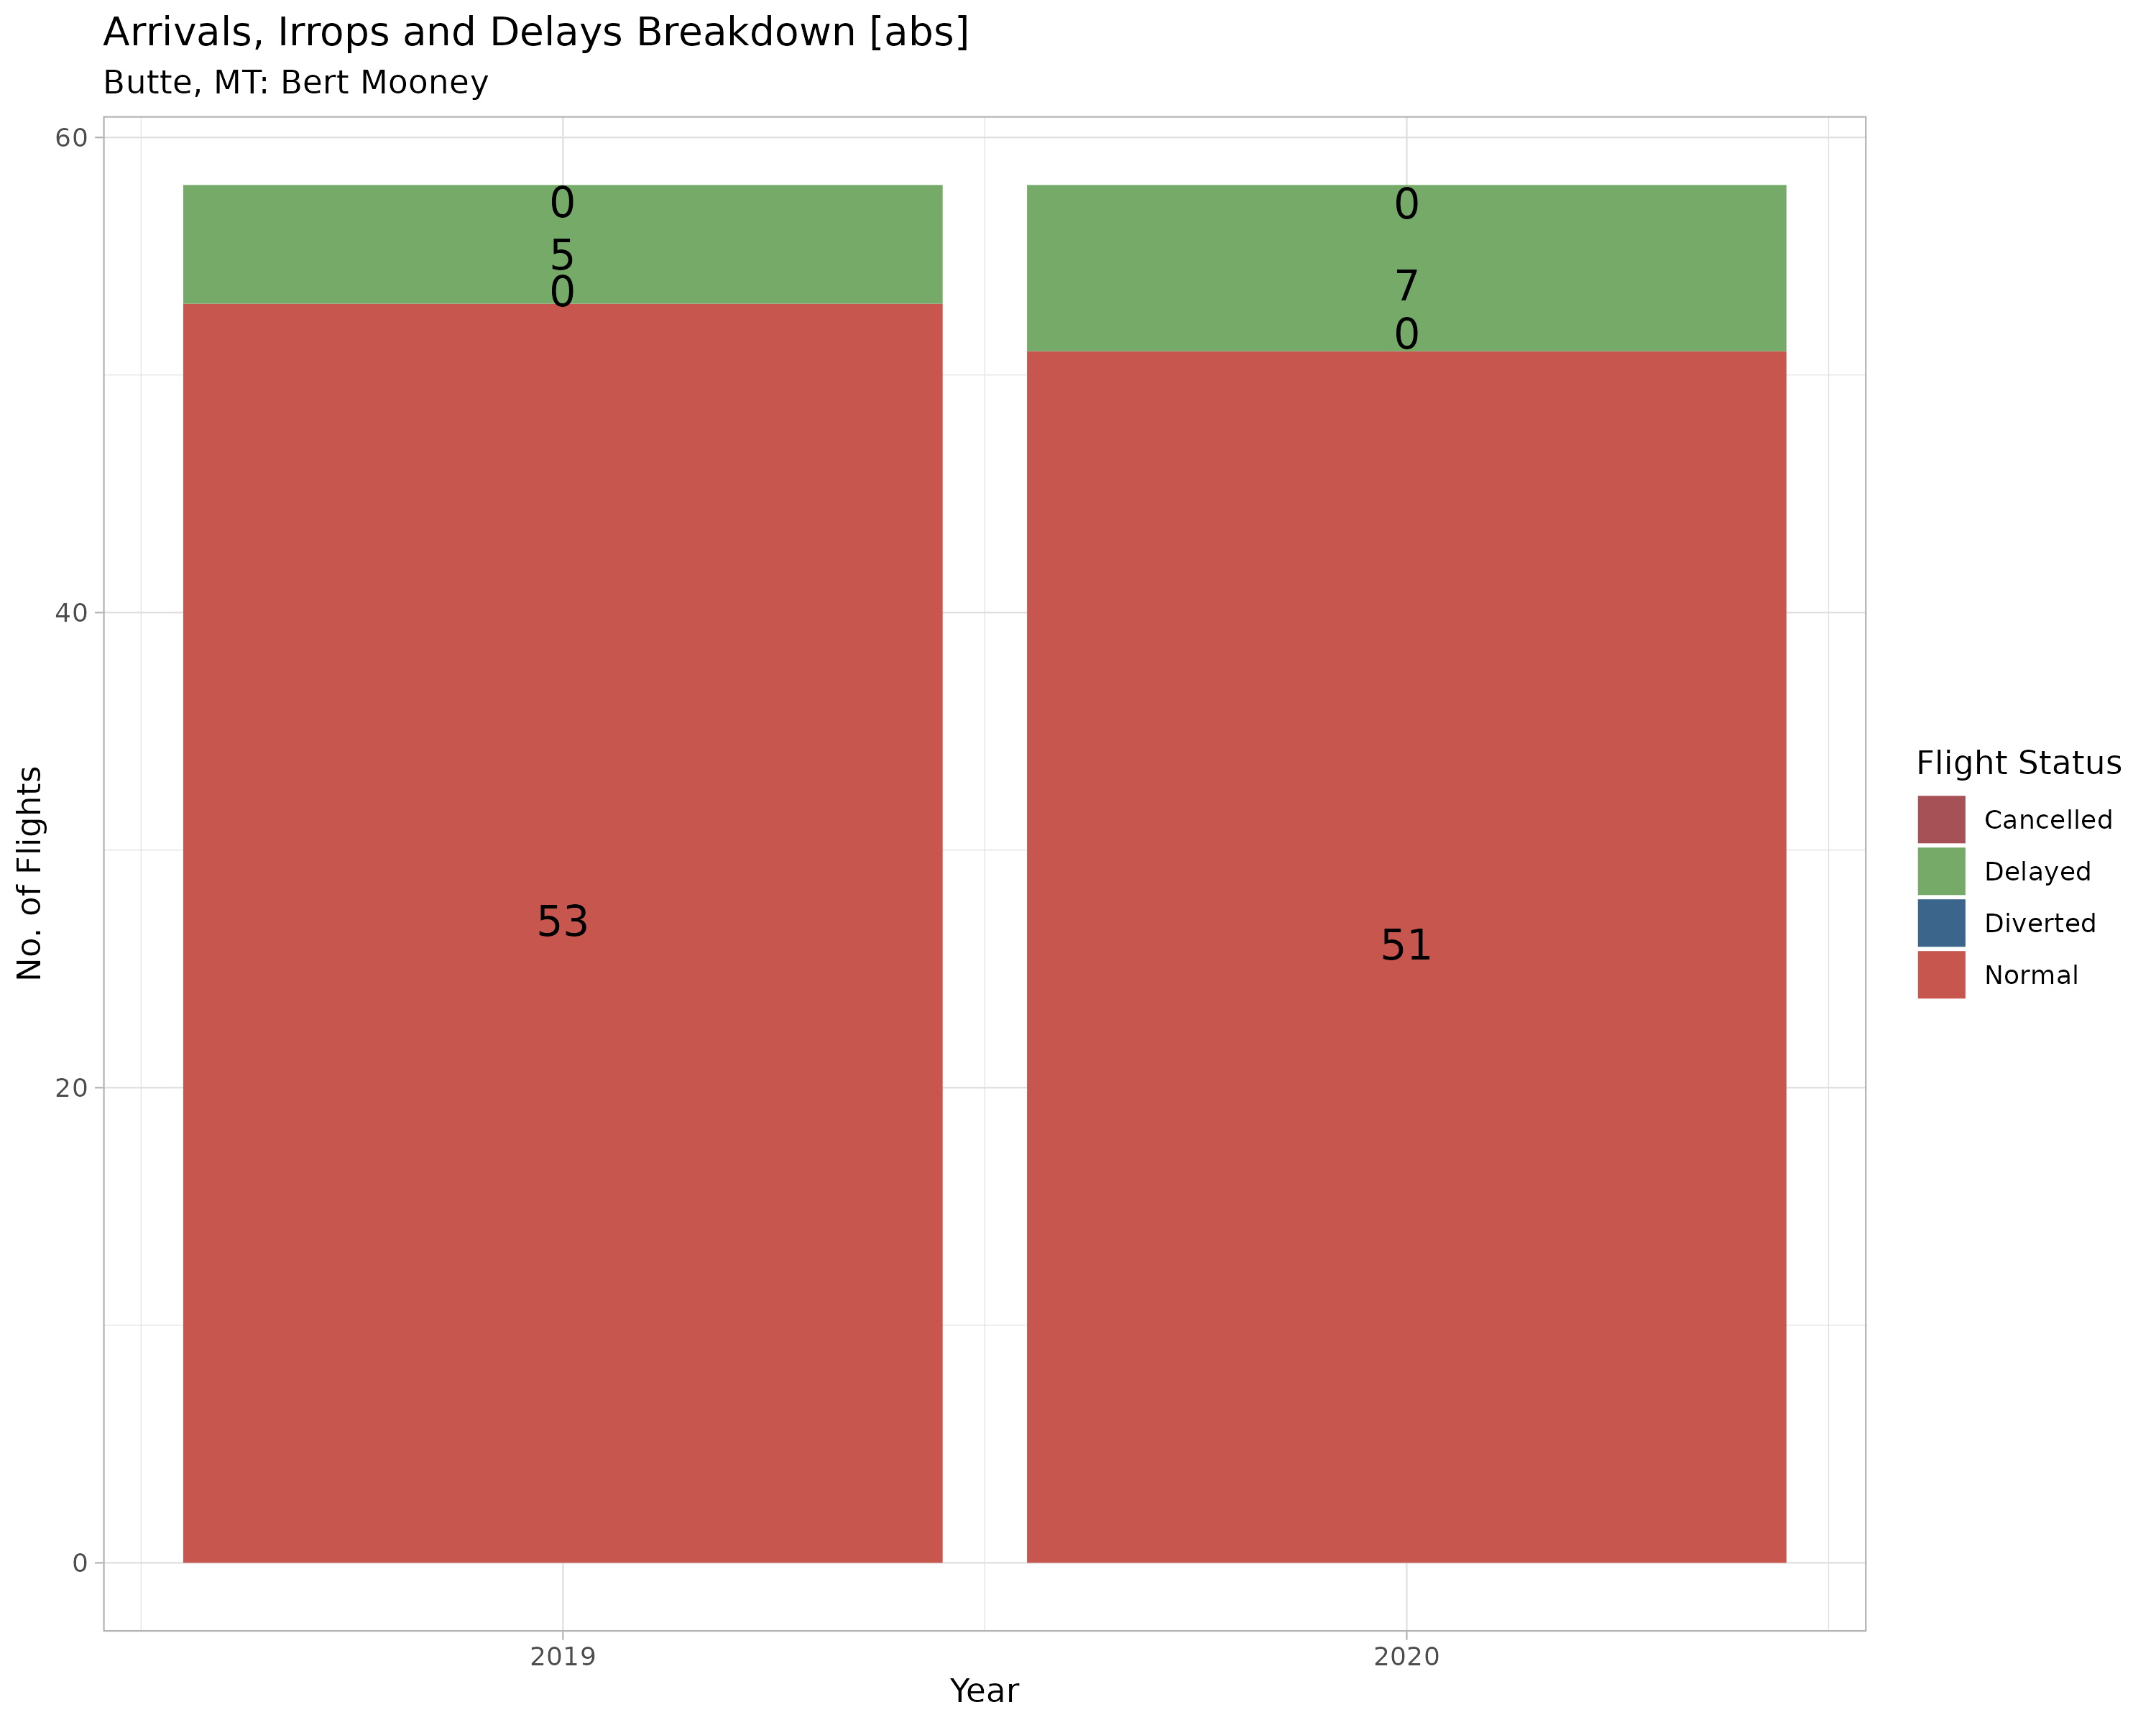 Arrivals, Irrops and Delays Breakdown [abs]
Butte, MT: Bert Mooney
60
40
20
0
No. of Flights
0
5
0
53
0
7
0
51
2019
2020
Year
Flight Status
Cancelled
Delayed
Diverted
Normal